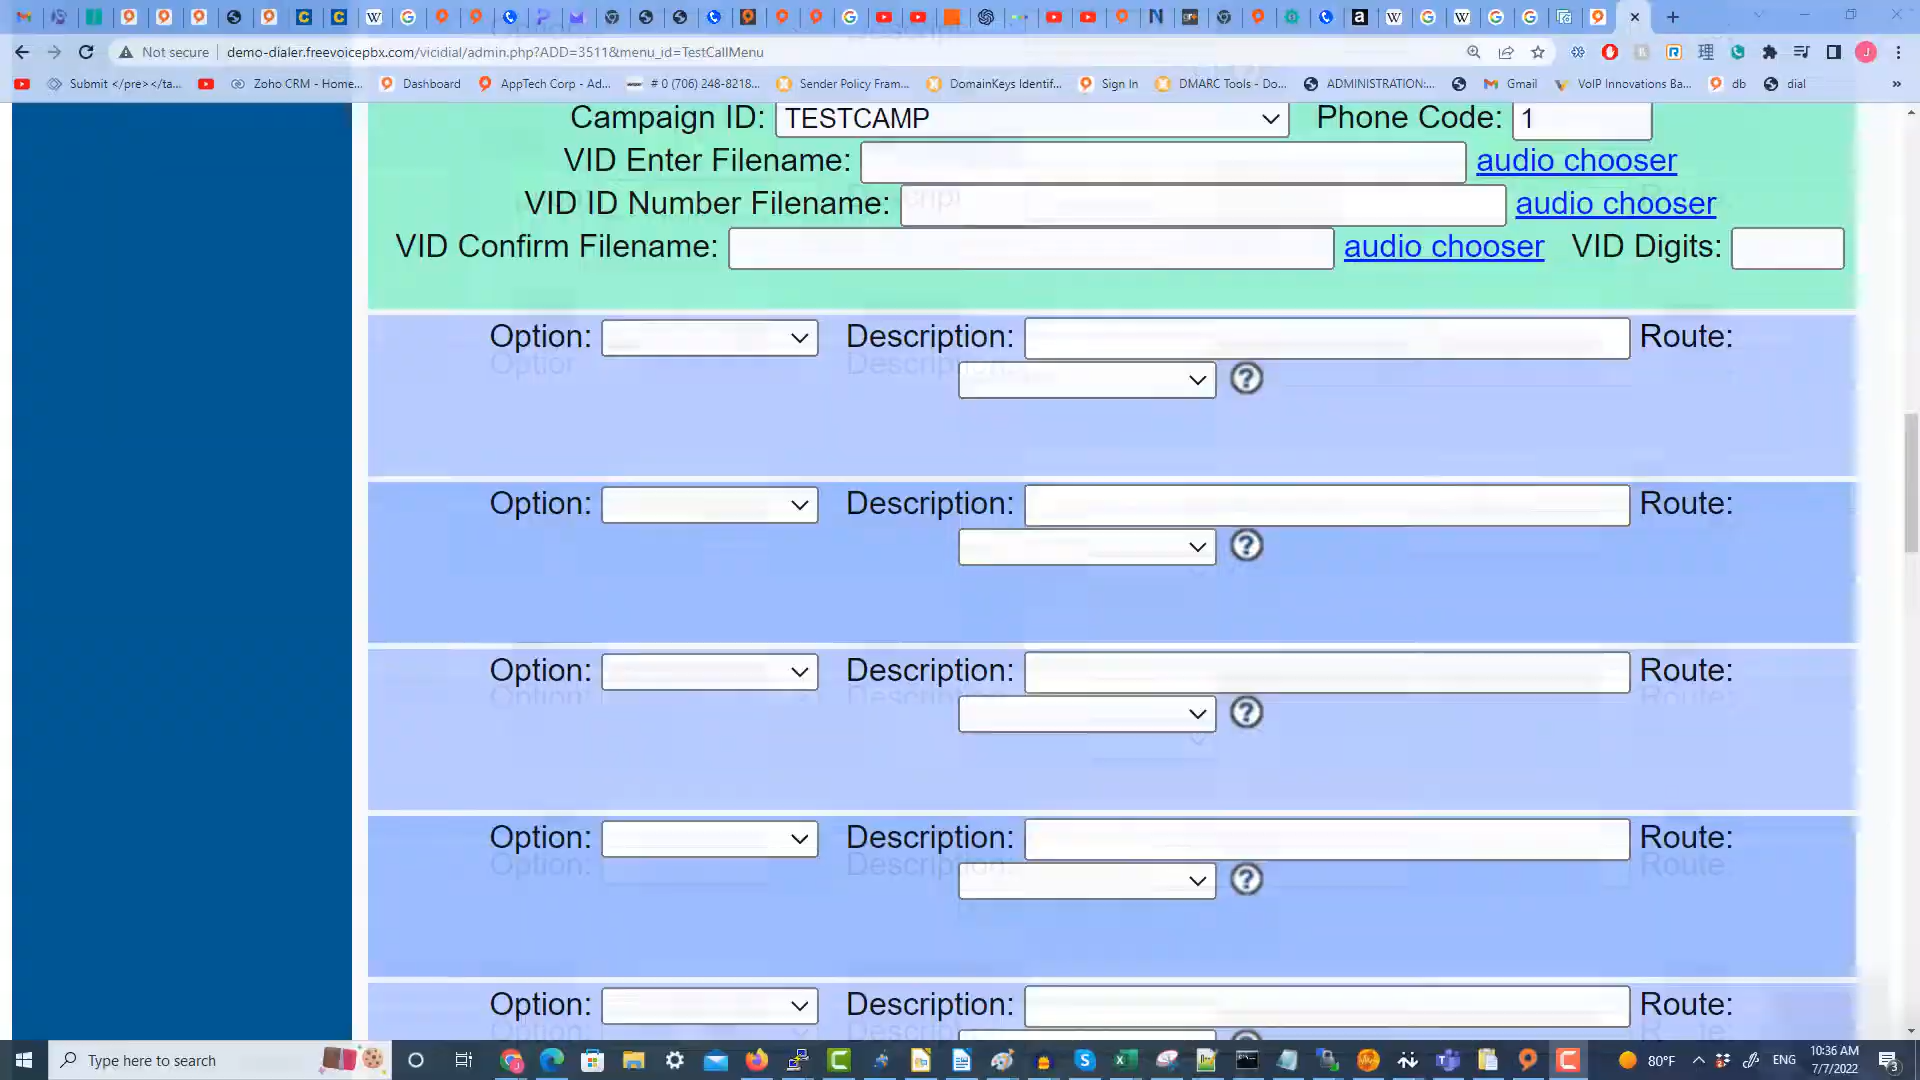 Not secure demo-dialer.freevoicepbx.com/vicidial/admin.php?ADD=3511&menu_id=TestCallMenu
Submit </pre></ta... Zoho CRM - Home... Dashboard AppTech Corp - Ad... # 0 (706) 248-8218... Sender Policy Fram... DomainKeys Identif... Sign In DMARC Tools - Do... ADMINISTRATION:... Gmail VoIP Innovations Ba... db dial »
Campaign ID: TESTCAMP Phone Code: 1
VID Enter Filename: audio chooser
VID ID Number Filename: audio chooser
VID Confirm Filename: audio chooser VID Digits:
Option: Description: Route:
Option: Description: Route:
Option: Description: Route:
Option: Description: Route:
Option: Description: Route:
Type here to search 80°F ENG 10:36 AM
7/7/2022 3